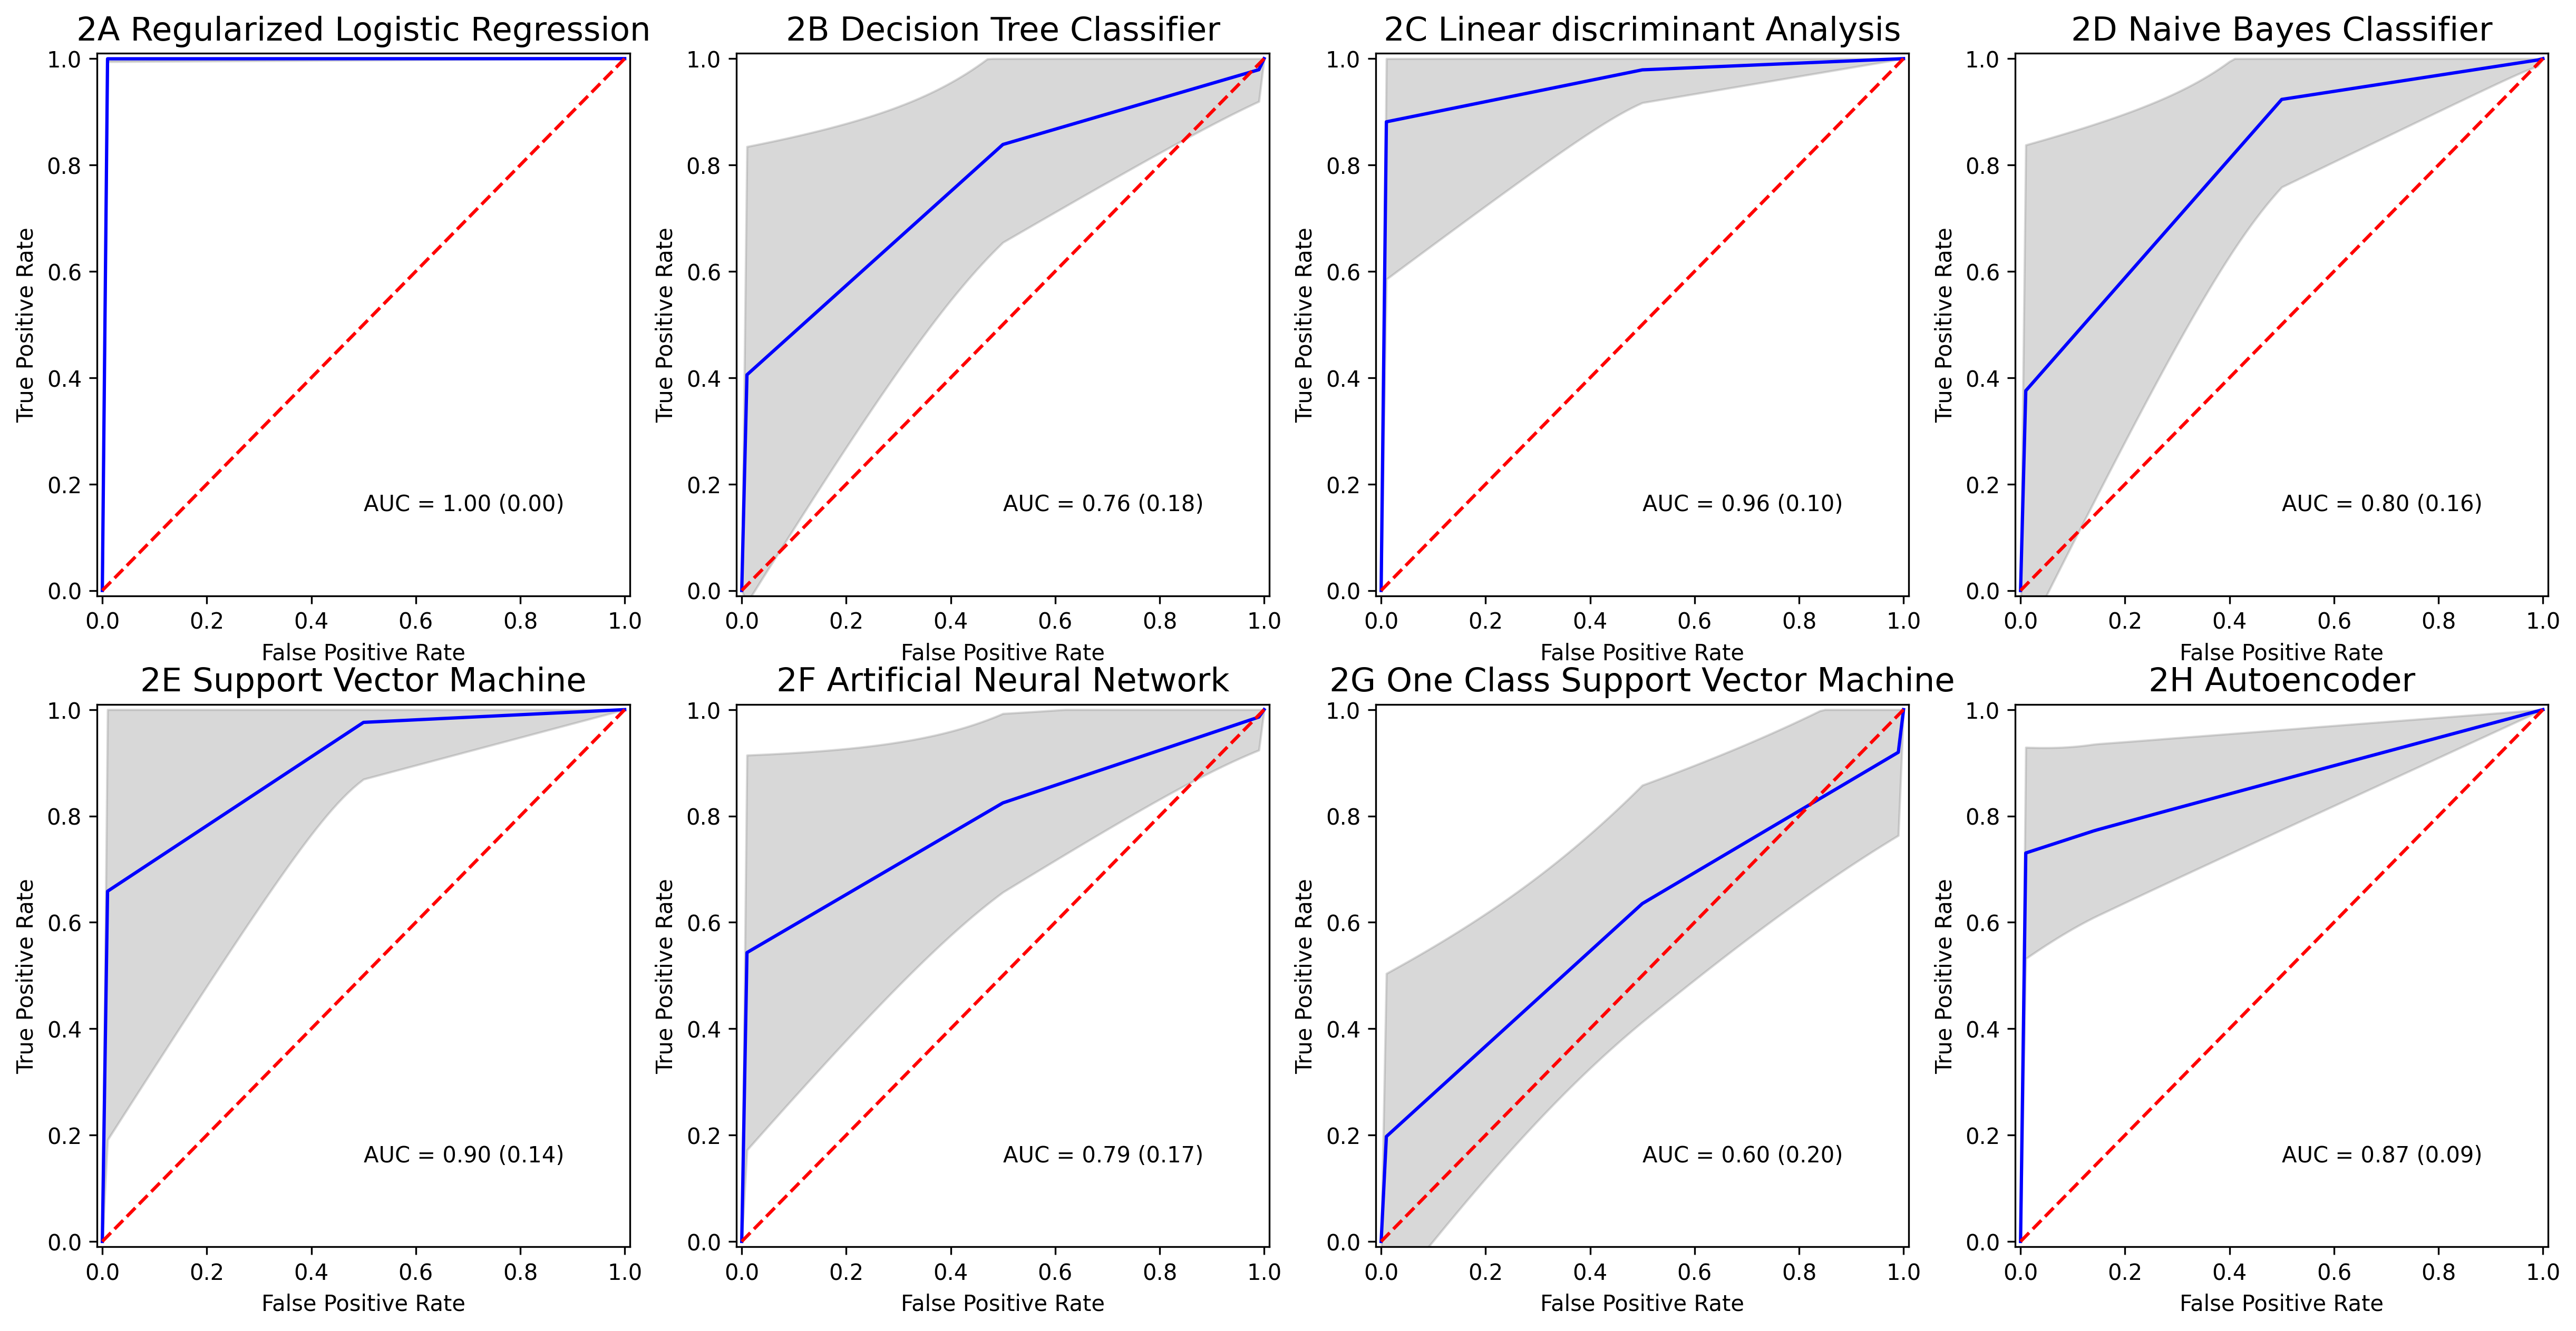 2A Regularized Logistic Regression
1.0
0.8
0.6
0.4
0.2
0.0
True Positive Rate
AUC = 1.00 (0.00)
0.0 0.2 0.4 0.6 0.8 1.0
False Positive Rate
2B Decision Tree Classifier
1.0
0.8
0.6
0.4
0.2
0.0
True Positive Rate
AUC = 0.76 (0.18)
0.0 0.2 0.4 0.6 0.8 1.0
False Positive Rate
2C Linear discriminant Analysis
1.0
0.8
0.6
0.4
0.2
0.0
True Positive Rate
AUC = 0.96 (0.10)
0.0 0.2 0.4 0.6 0.8 1.0
False Positive Rate
2D Naive Bayes Classifier
1.0
0.8
0.6
0.4
0.2
0.0
True Positive Rate
AUC = 0.80 (0.16)
0.0 0.2 0.4 0.6 0.8 1.0
False Positive Rate
2E Support Vector Machine
1.0
0.8
0.6
0.4
0.2
0.0
True Positive Rate
AUC = 0.90 (0.14)
0.0 0.2 0.4 0.6 0.8 1.0
False Positive Rate
2F Artificial Neural Network
1.0
0.8
0.6
0.4
0.2
0.0
True Positive Rate
AUC = 0.79 (0.17)
0.0 0.2 0.4 0.6 0.8 1.0
False Positive Rate
2G One Class Support Vector Machine
1.0
0.8
0.6
0.4
0.2
0.0
True Positive Rate
AUC = 0.60 (0.20)
0.0 0.2 0.4 0.6 0.8 1.0
False Positive Rate
2H Autoencoder
1.0
0.8
0.6
0.4
0.2
0.0
True Positive Rate
AUC = 0.87 (0.09)
0.0 0.2 0.4 0.6 0.8 1.0
False Positive Rate